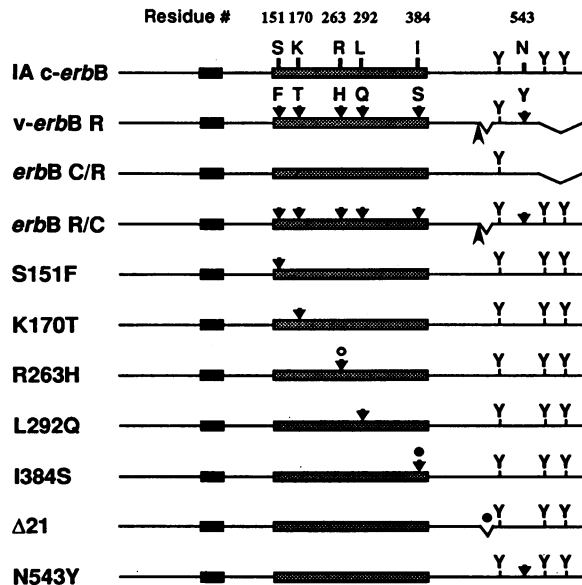 Residue # 151 170 263 292 384 543
S K R L I Y N Y Y
IA c-erbB
F T H Q S Y Y
v-erbB R
Y
erbB C/R
Y Y Y
erbB R/C
Y Y Y
S151F
Y Y Y
K170T
Y Y Y
R263H
Y Y Y
L292Q
Y Y Y
I384S
Y Y Y
Δ21
Y Y Y
N543Y